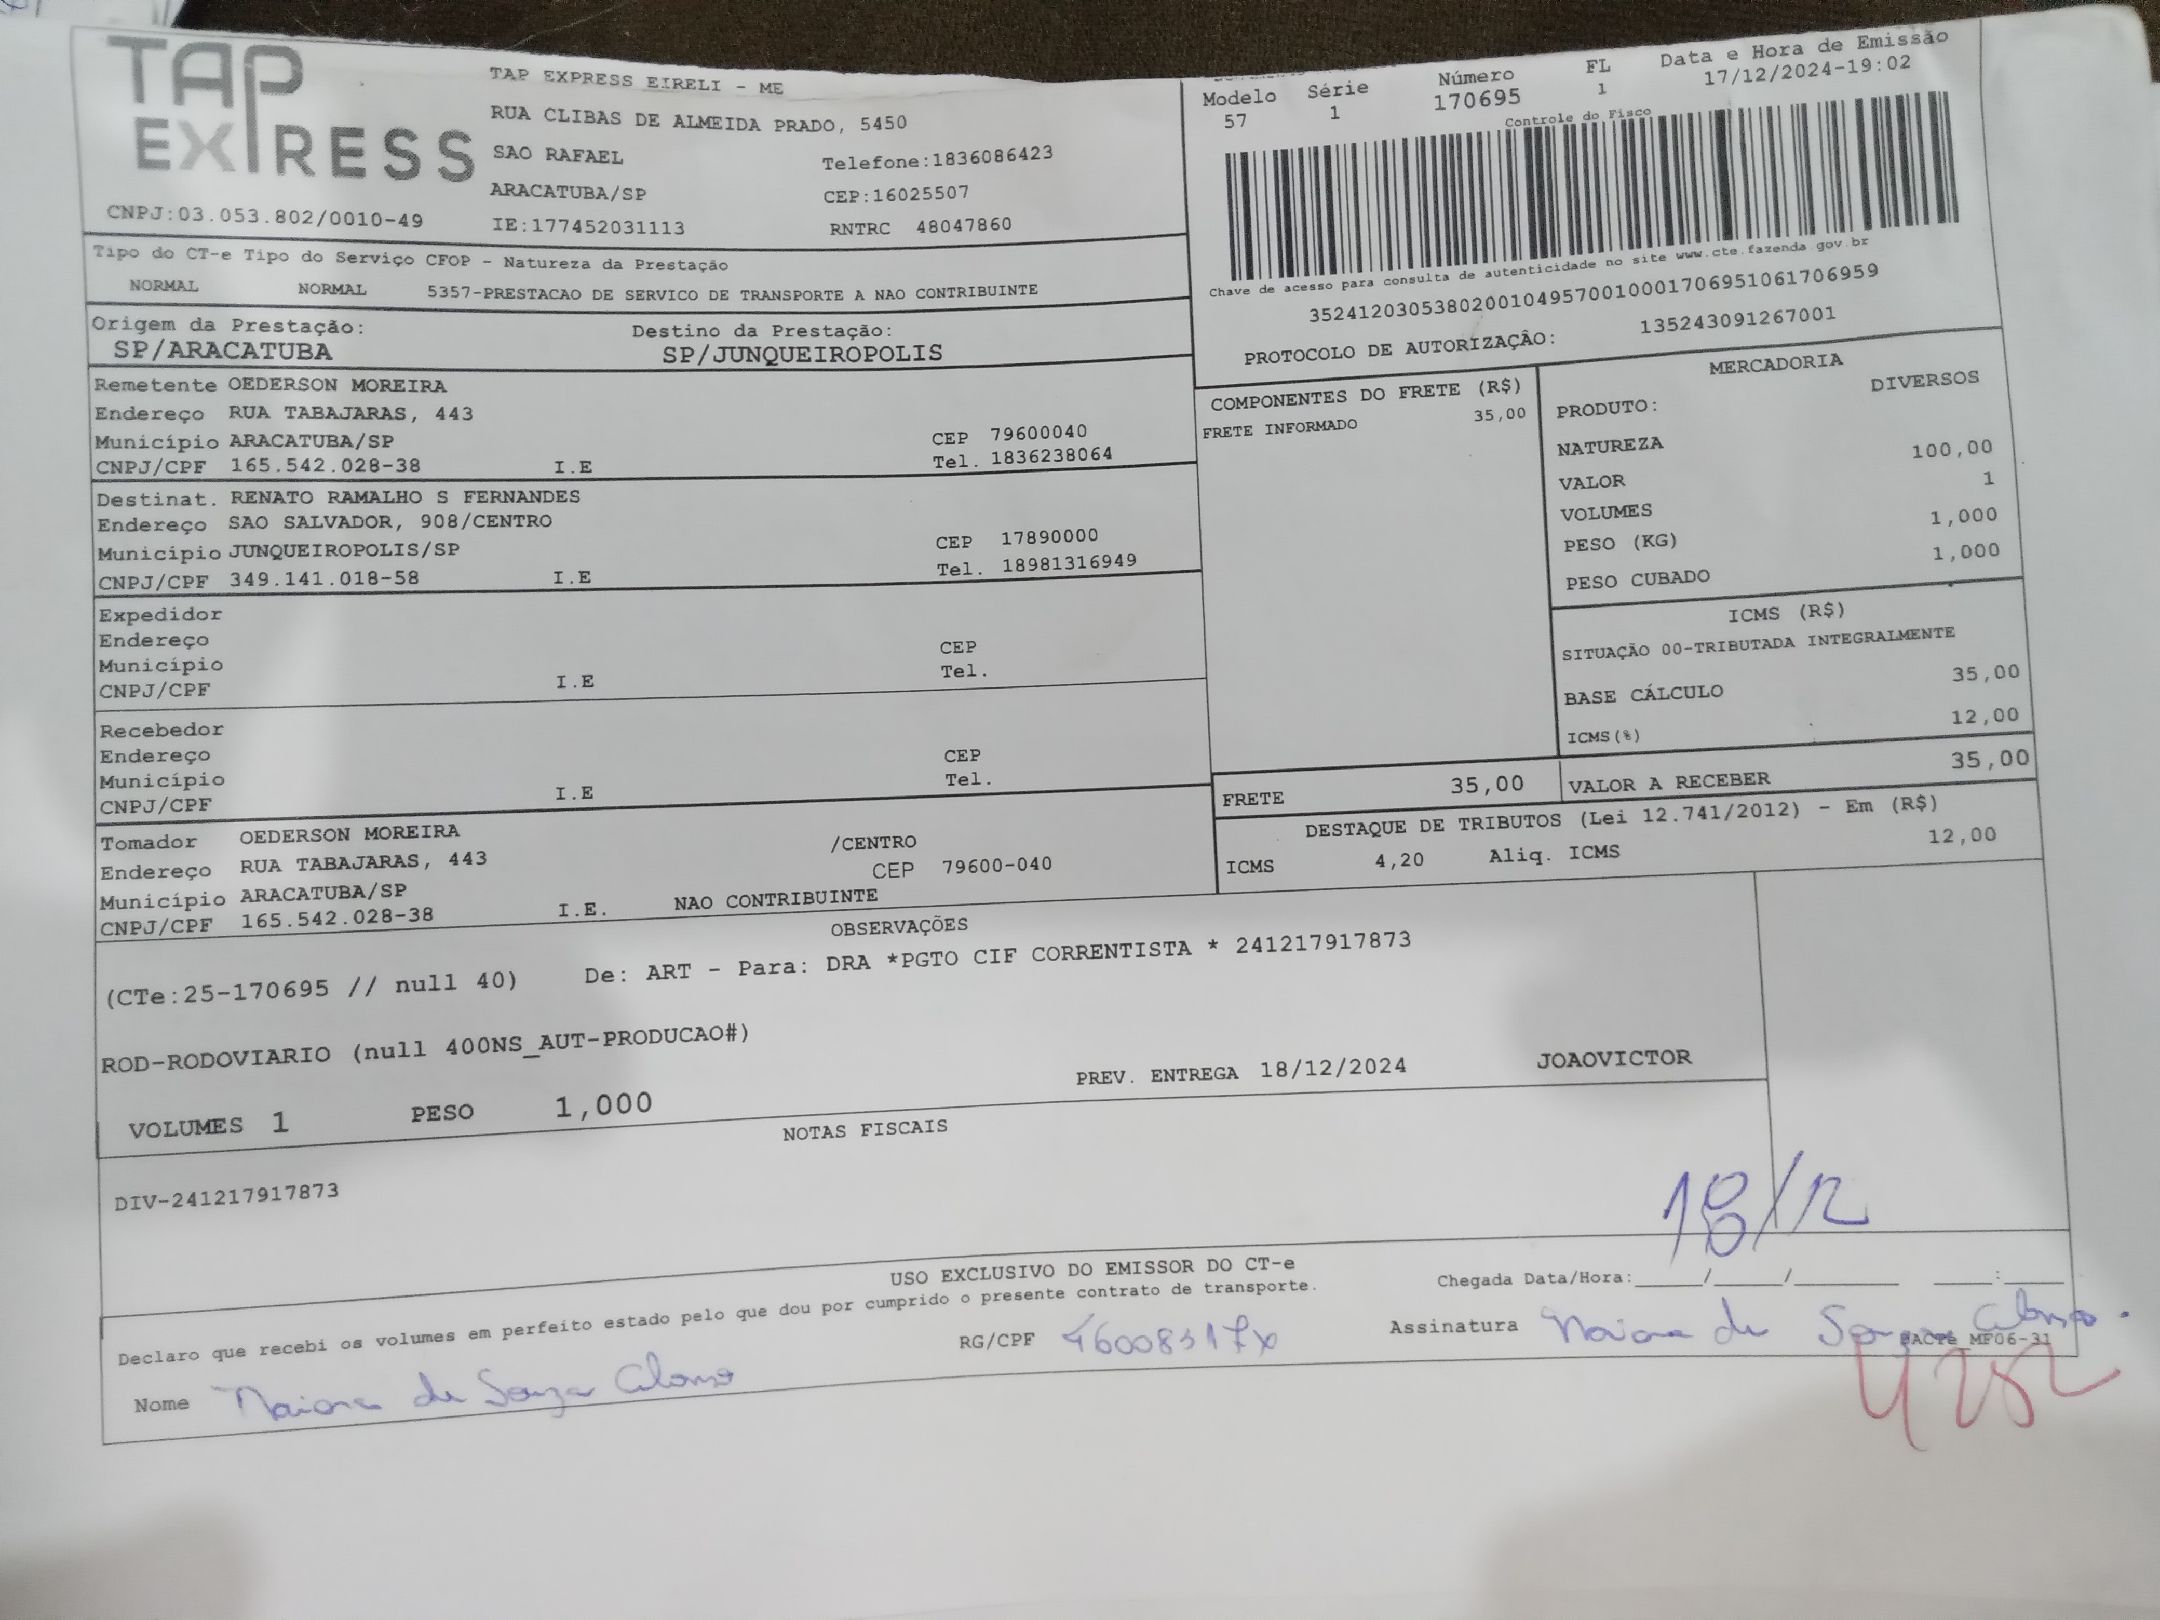 TAP
EXPRESS
CNPJ:03.053.802/0010-49
TAP EXPRESS EIRELI - ME
RUA CLIBAS DE ALMEIDA PRADO, 5450
SAO RAFAEL Telefone:1836086423
ARACATUBA/SP CEP:16025507
IE:177452031113 RNTRC 48047860
Modelo Série Número FL Data e Hora de Emissão
57 1 170695 1 17/12/2024-19:02
Controle do Fisco
Chave de acesso para consulta de autenticidade no site www.cte.fazenda.gov.br
35241203053802001049570010001706951061706959
PROTOCOLO DE AUTORIZAÇÂO: 135243091267001
Tipo do CT-e Tipo do Serviço CFOP - Natureza da Prestação
NORMAL NORMAL 5357-PRESTACAO DE SERVICO DE TRANSPORTE A NAO CONTRIBUINTE
Origem da Prestação: Destino da Prestação:
SP/ARACATUBA SP/JUNQUEIROPOLIS
Remetente OEDERSON MOREIRA
Endereço RUA TABAJARAS, 443
Município ARACATUBA/SP CEP 79600040
CNPJ/CPF 165.542.028-38 I.E Tel. 1836238064
Destinat. RENATO RAMALHO S FERNANDES
Endereço SAO SALVADOR, 908/CENTRO
Município JUNQUEIROPOLIS/SP CEP 17890000
CNPJ/CPF 349.141.018-58 I.E Tel. 18981316949
Expedidor
Endereço
Município CEP
CNPJ/CPF I.E Tel.
Recebedor
Endereço
Município CEP
CNPJ/CPF I.E Tel.
Tomador OEDERSON MOREIRA
Endereço RUA TABAJARAS, 443 /CENTRO
Município ARACATUBA/SP CEP 79600-040
CNPJ/CPF 165.542.028-38 I.E. NAO CONTRIBUINTE
COMPONENTES DO FRETE (R$)
FRETE INFORMADO 35,00
MERCADORIA
PRODUTO: DIVERSOS
NATUREZA
VALOR 100,00
VOLUMES 1
PESO (KG) 1,000
PESO CUBADO 1,000
ICMS (R$)
SITUAÇÃO 00-TRIBUTADA INTEGRALMENTE
BASE CÁLCULO 35,00
ICMS(%) 12,00
FRETE 35,00 VALOR A RECEBER 35,00
DESTAQUE DE TRIBUTOS (Lei 12.741/2012) - Em (R$)
ICMS 4,20 Aliq. ICMS 12,00
OBSERVAÇÕES
(CTe:25-170695 // null 40) De: ART - Para: DRA *PGTO CIF CORRENTISTA * 241217917873
ROD-RODOVIARIO (null 400NS_AUT-PRODUCAO#)
VOLUMES 1 PESO 1,000 PREV. ENTREGA 18/12/2024 JOAOVICTOR
NOTAS FISCAIS
DIV-241217917873
18/12
USO EXCLUSIVO DO EMISSOR DO CT-e
Declaro que recebi os volumes em perfeito estado pelo que dou por cumprido o presente contrato de transporte. Chegada Data/Hora:____/____/______ ___:____
Nome Maiara de Souza Alonso RG/CPF Assinatura Maiara de Souza Alonso
DACTE MF06-31